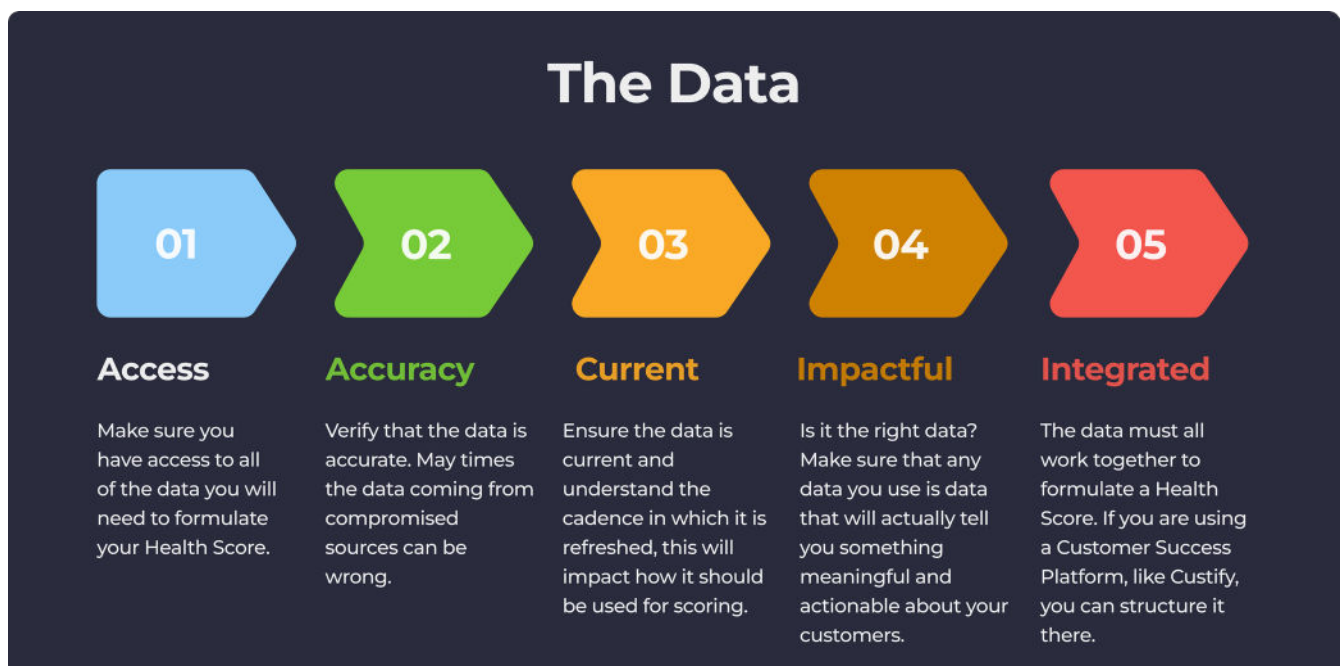 The Data
01
Access
Make sure you
have access to all
of the data you will
need to formulate
your Health Score.
02
Accuracy
Verify that the data is
accurate. May times
the data coming from
compromised
sources can be
wrong.
03
Current
Ensure the data is
current and
understand the
cadence in which it is
refreshed, this will
impact how it should
be used for scoring.
04
Impactful
Is it the right data?
Make sure that any
data you use is data
that will actually tell
you something
meaningful and
actionable about your
customers.
05
Integrated
The data must all
work together to
formulate a Health
Score. If you are using
a Customer Success
Platform, like Custify,
you can structure it
there.